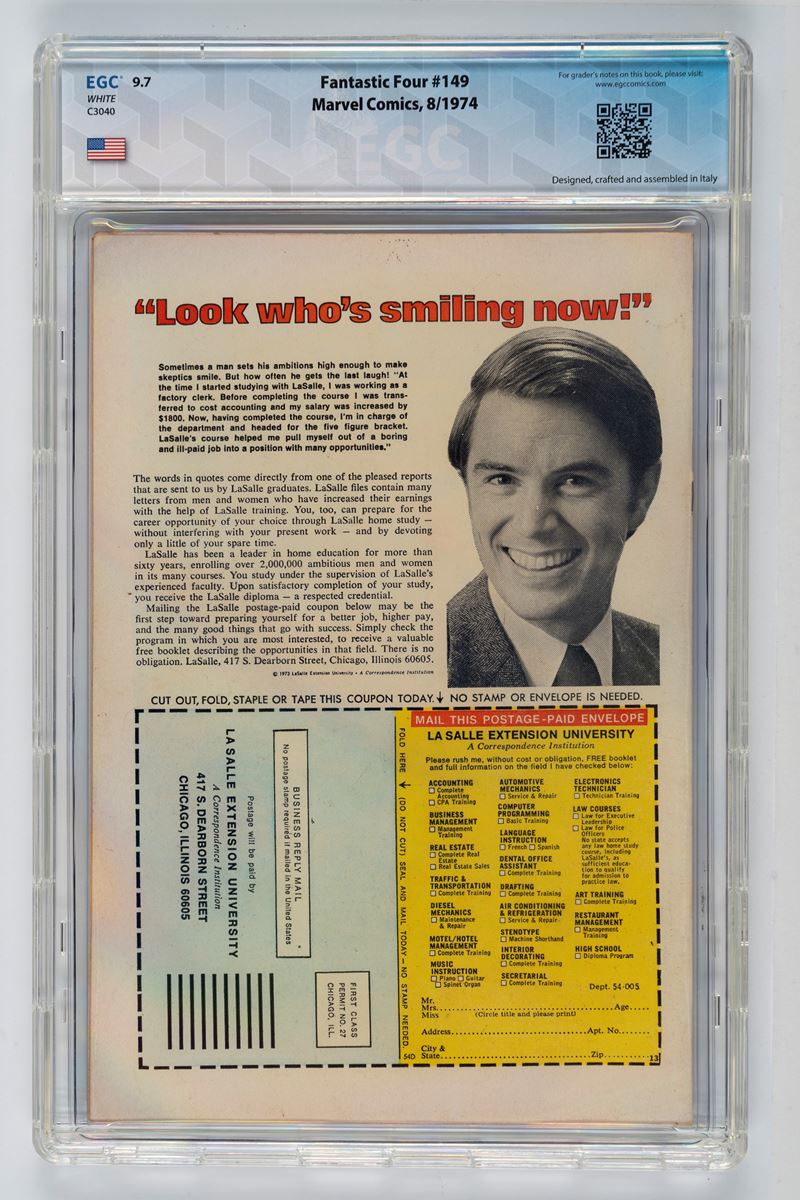 EGC® 9.7
WHITE
C3040
Fantastic Four #149
Marvel Comics, 8/1974
For grader's notes on this book, please visit:
www.egccomics.com
EGC
Designed, crafted and assembled in Italy
“Look who’s smiling now!”
Sometimes a man sets his ambitions high enough to make
skeptics smile. But how often he gets the last laugh! “At
the time I started studying with LaSalle, I was working as a
factory clerk. Before completing the course I was trans-
ferred to cost accounting and my salary was increased by
$1800. Now, having completed the course, I'm in charge of
the department and headed for the five figure bracket.
LaSalle's course helped me pull myself out of a boring
and ill-paid job into a position with many opportunities.”
The words in quotes come directly from one of the pleased reports
that are sent to us by LaSalle graduates. LaSalle files contain many
letters from men and women who have increased their earnings
with the help of LaSalle training. You, too, can prepare for the
career opportunity of your choice through LaSalle home study —
without interfering with your present work — and by devoting
only a little of your spare time.
LaSalle has been a leader in home education for more than
sixty years, enrolling over 2,000,000 ambitious men and women
in its many courses. You study under the supervision of LaSalle's
experienced faculty. Upon satisfactory completion of your study,
you receive the LaSalle diploma — a respected credential.
Mailing the LaSalle postage-paid coupon below may be the
first step toward preparing yourself for a better job, higher pay,
and the many good things that go with success. Simply check the
program in which you are most interested, to receive a valuable
free booklet describing the opportunities in that field. There is no
obligation. LaSalle, 417 S. Dearborn Street, Chicago, Illinois 60605.
© 1973 LaSalle Extension University • A Correspondence Institution
CUT OUT, FOLD, STAPLE OR TAPE THIS COUPON TODAY. ↓ NO STAMP OR ENVELOPE IS NEEDED.
BUSINESS REPLY MAIL
No postage stamp required if mailed in the United States
Postage will be paid by
LA SALLE EXTENSION UNIVERSITY
A Correspondence Institution
417 S. DEARBORN STREET
CHICAGO, ILLINOIS 60605
FIRST CLASS
PERMIT NO. 27
CHICAGO, ILL.
FOLD HERE ← (DO NOT CUT) SEAL AND MAIL TODAY — NO STAMP NEEDED.
54D
MAIL THIS POSTAGE-PAID ENVELOPE
LA SALLE EXTENSION UNIVERSITY
A Correspondence Institution
Please rush me, without cost or obligation, FREE booklet
and full information on the field I have checked below:
ACCOUNTING
☐ Complete
Accounting
☐ CPA Training
BUSINESS
MANAGEMENT
☐ Management
Training
REAL ESTATE
☐ Complete Real
Estate
☐ Real Estate Sales
TRAFFIC &
TRANSPORTATION
☐ Complete Training
DIESEL
MECHANICS
☐ Maintenance
& Repair
MOTEL/HOTEL
MANAGEMENT
☐ Complete Training
MUSIC
INSTRUCTION
☐ Piano ☐ Guitar
☐ Spinet Organ
AUTOMOTIVE
MECHANICS
☐ Service & Repair
COMPUTER
PROGRAMMING
☐ Basic Training
LANGUAGE
INSTRUCTION
☐ French ☐ Spanish
DENTAL OFFICE
ASSISTANT
☐ Complete Training
DRAFTING
☐ Complete Training
AIR CONDITIONING
& REFRIGERATION
☐ Service & Repair
STENOTYPE
☐ Machine Shorthand
INTERIOR
DECORATING
☐ Complete Training
SECRETARIAL
☐ Complete Training
ELECTRONICS
TECHNICIAN
☐ Technician Training
LAW COURSES
☐ Law for Executive
Leadership
☐ Law for Police
Officers
No state accepts
any law home study
course, including
LaSalle's, as
sufficient educa-
tion to qualify
for admission to
practice law.
ART TRAINING
☐ Complete Training
RESTAURANT
MANAGEMENT
☐ Management
Training
HIGH SCHOOL
☐ Diploma Program
Dept. 54-005
Mr.
Mrs. Age
Miss (Circle title and please print)
Address Apt. No.
City &
State Zip 13